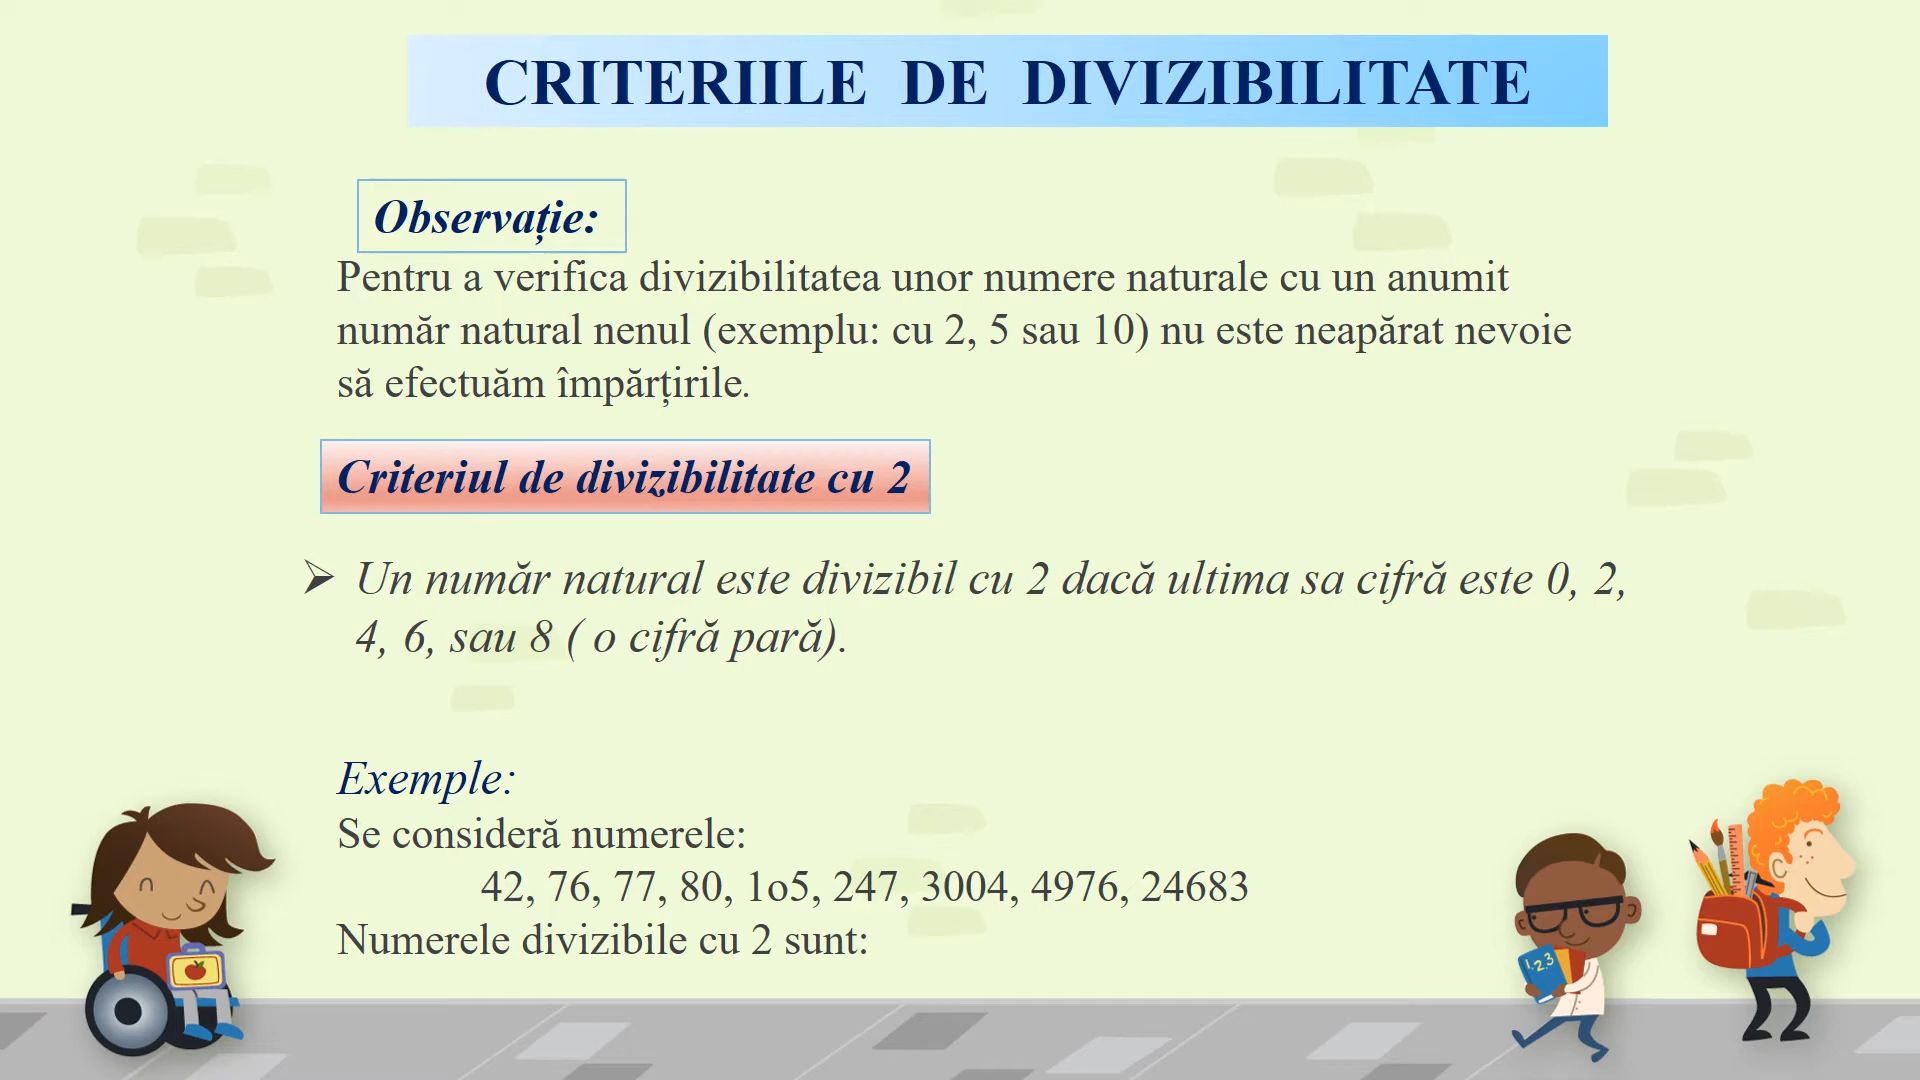 CRITERIILE DE DIVIZIBILITATE
Observație:
Pentru a verifica divizibilitatea unor numere naturale cu un anumit
număr natural nenul (exemplu: cu 2, 5 sau 10) nu este neapărat nevoie
să efectuăm împărțirile.
Criteriul de divizibilitate cu 2
➢ Un număr natural este divizibil cu 2 dacă ultima sa cifră este 0, 2,
4, 6, sau 8 ( o cifră pară).
Exemple:
Se consideră numerele:
42, 76, 77, 80, 1o5, 247, 3004, 4976, 24683
Numerele divizibile cu 2 sunt:
1.23